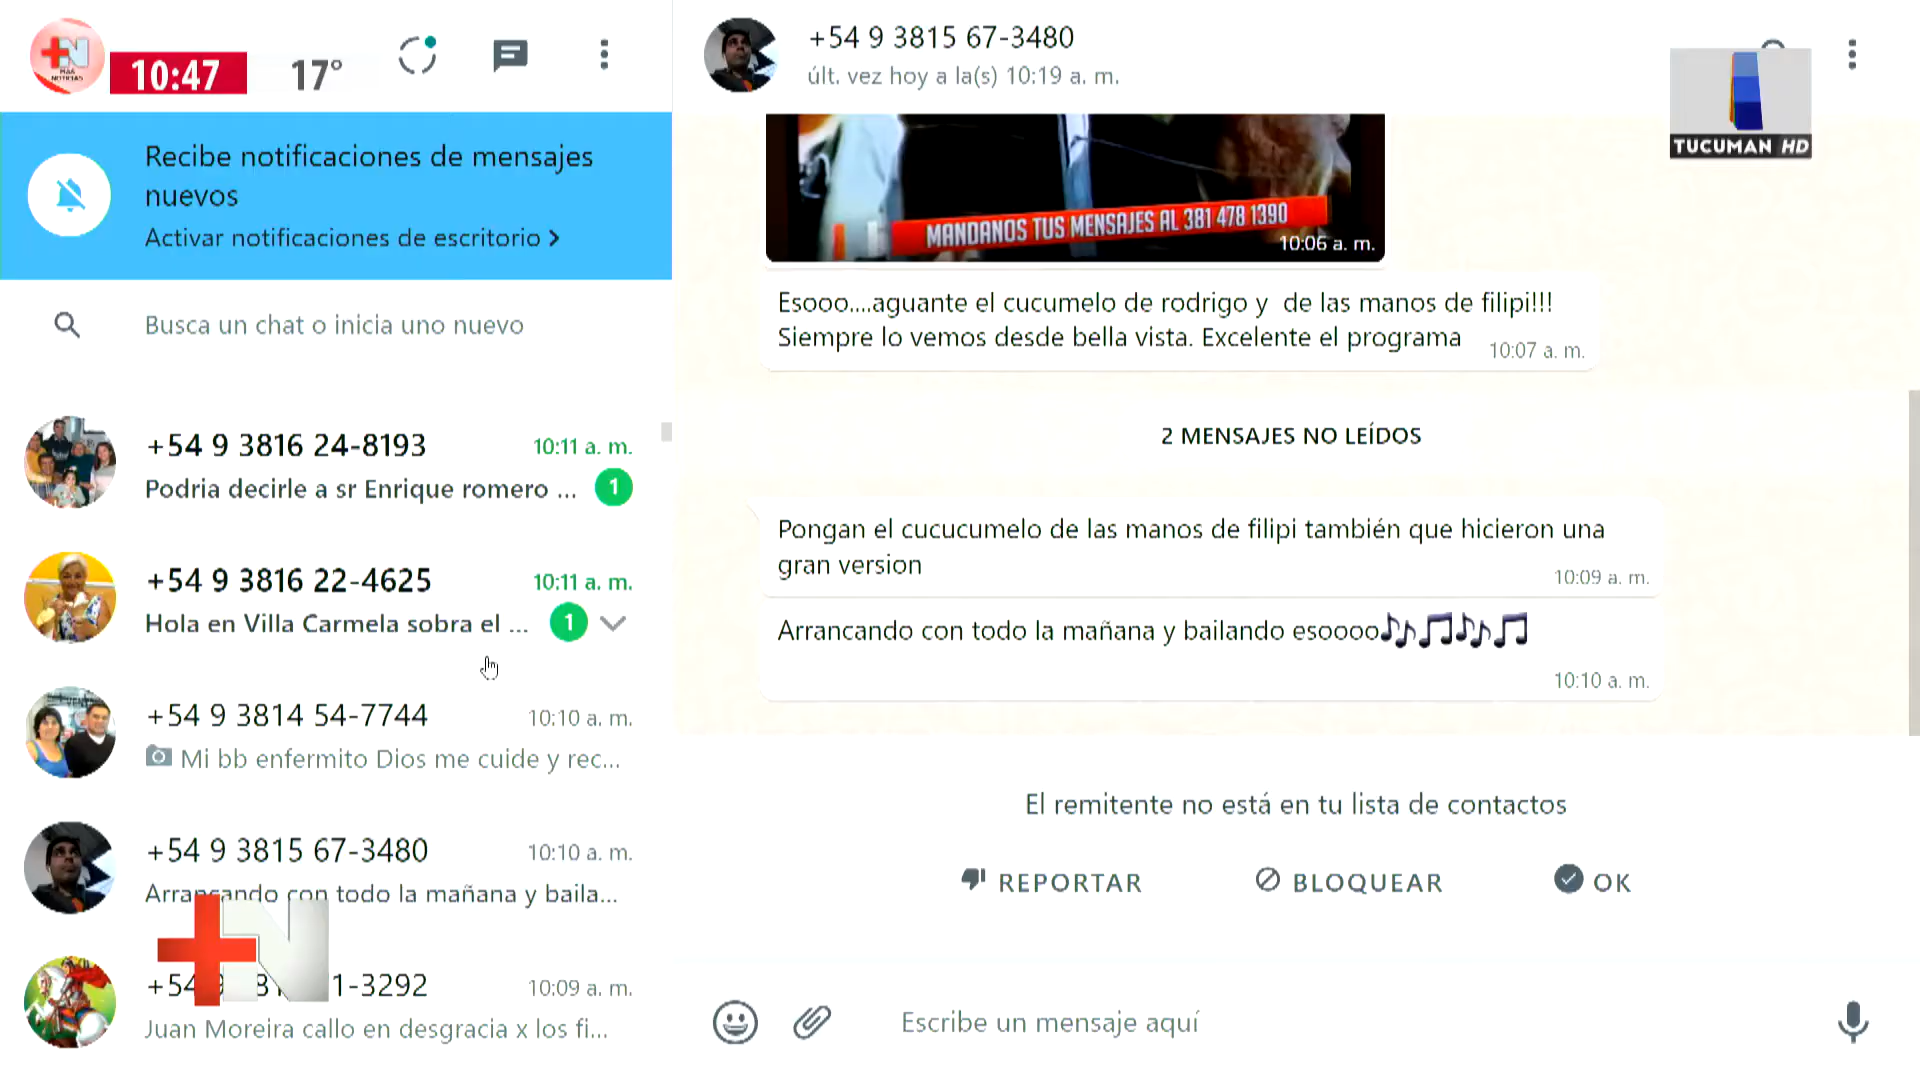 +N
MÁS
NOTICIAS
10:47
17°
Recibe notificaciones de mensajes
nuevos
Activar notificaciones de escritorio
Busca un chat o inicia uno nuevo
+54 9 3816 24-8193
10:11 a. m.
Podria decirle a sr Enrique romero ...
1
+54 9 3816 22-4625
10:11 a. m.
Hola en Villa Carmela sobra el ...
1
+54 9 3814 54-7744
10:10 a. m.
Mi bb enfermito Dios me cuide y rec...
+54 9 3815 67-3480
10:10 a. m.
Arrancando con todo la mañana y baila...
+N
+54 9 1-3292
10:09 a. m.
Juan Moreira callo en desgracia x los fi...
+54 9 3815 67-3480
últ. vez hoy a la(s) 10:19 a. m.
TUCUMAN HD
MANDANOS TUS MENSAJES AL 381 478 1390
10:06 a. m.
Esooo....aguante el cucumelo de rodrigo y de las manos de filipi!!!
Siempre lo vemos desde bella vista. Excelente el programa
10:07 a. m.
2 MENSAJES NO LEÍDOS
Pongan el cucucumelo de las manos de filipi también que hicieron una
gran version
10:09 a. m.
Arrancando con todo la mañana y bailando esoooo🎶🎵🎶🎵
10:10 a. m.
El remitente no está en tu lista de contactos
REPORTAR
BLOQUEAR
OK
Escribe un mensaje aquí